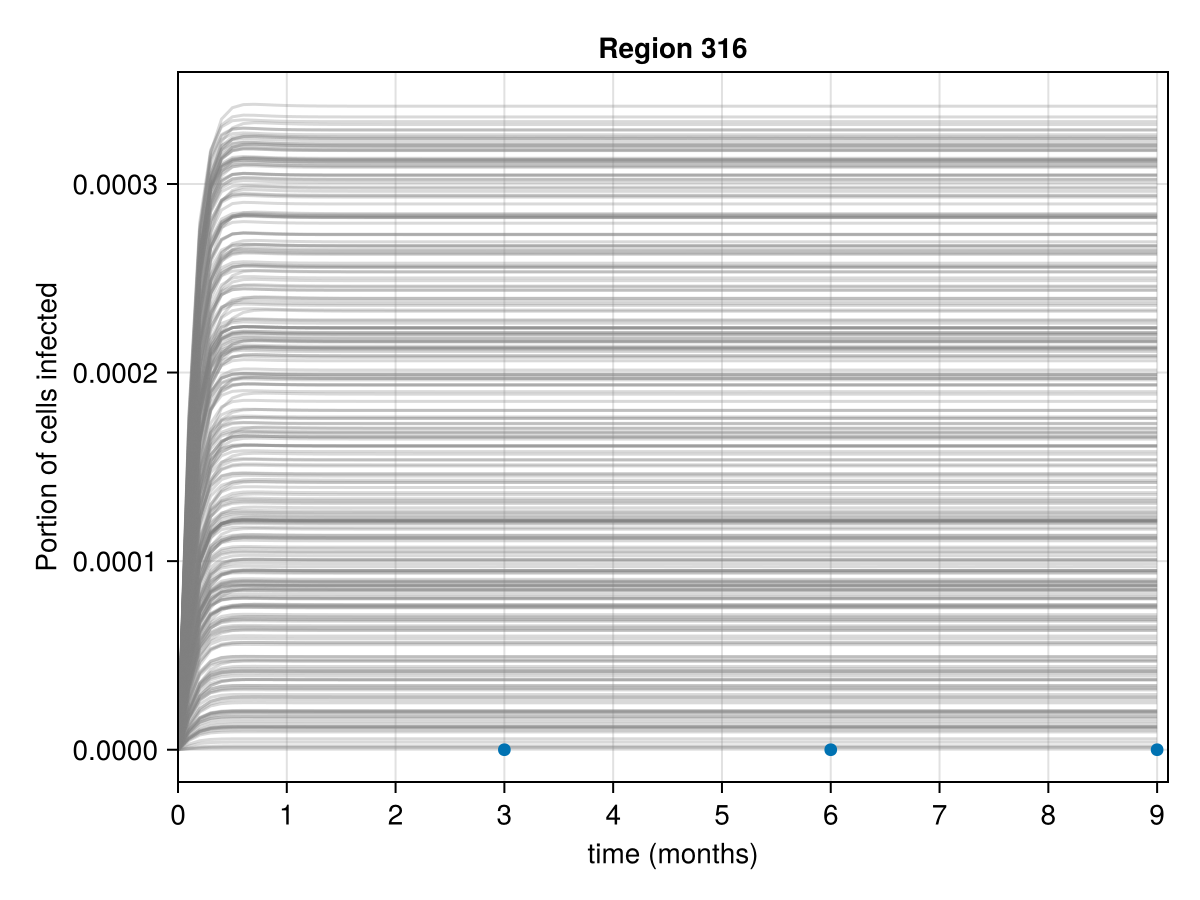 Region 316
Portion of cells infected
0.0003
0.0002
0.0001
0.0000
0 1 2 3 4 5 6 7 8 9
time (months)